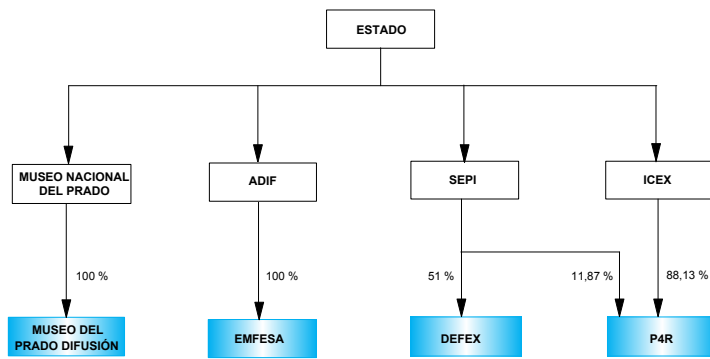 ESTADO
MUSEO NACIONAL
DEL PRADO
ADIF
SEPI
ICEX
100 %
100 %
51 %
11,87 %
88,13 %
MUSEO DEL
PRADO DIFUSIÓN
EMFESA
DEFEX
P4R